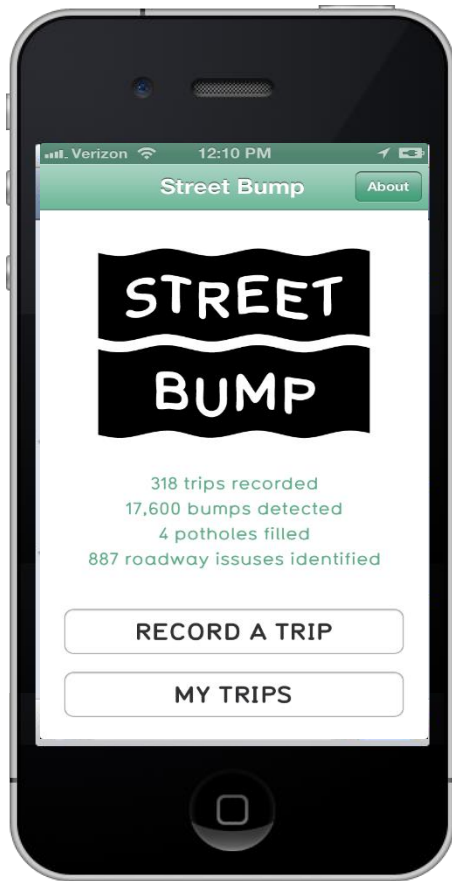 Verizon 12:10 PM
Street Bump About
STREET
BUMP
318 trips recorded
17,600 bumps detected
4 potholes filled
887 roadway issuses identified
RECORD A TRIP
MY TRIPS